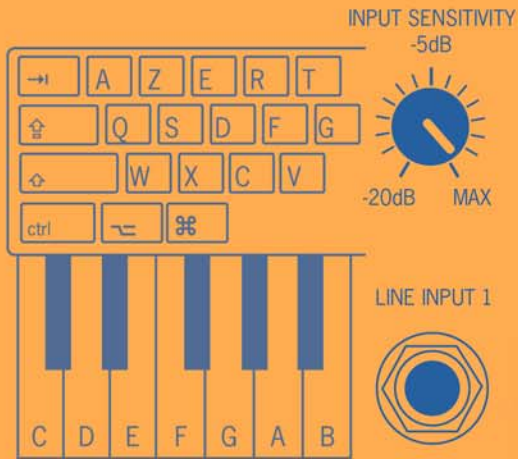 INPUT SENSITIVITY
-5dB
A Z E R T
Q S D F G
W X C V
-20dB MAX
ctrl ⌥ ⌘
LINE INPUT 1
C D E F G A B